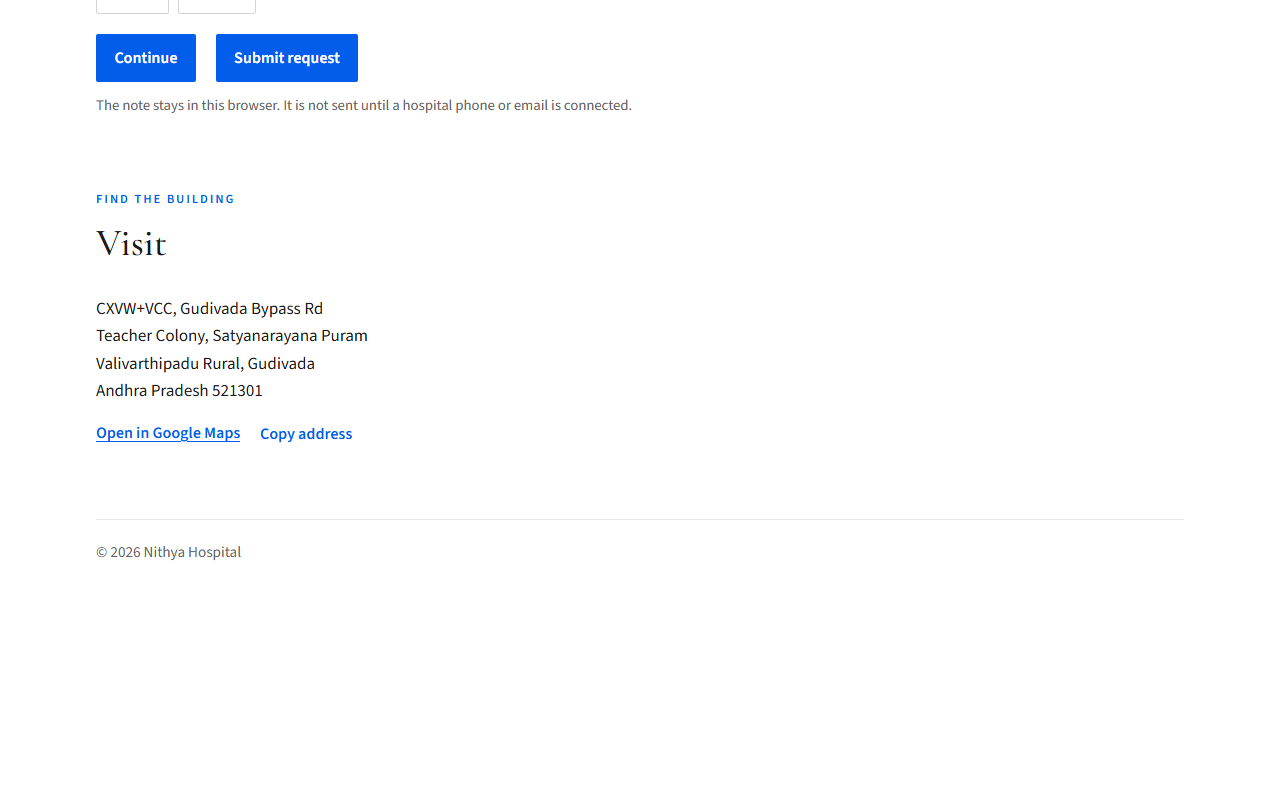 Continue
Submit request
The note stays in this browser. It is not sent until a hospital phone or email is connected.
FIND THE BUILDING
Visit
CXVW+VCC, Gudivada Bypass Rd
Teacher Colony, Satyanarayana Puram
Valivarthipadu Rural, Gudivada
Andhra Pradesh 521301
Open in Google Maps
Copy address
© 2026 Nithya Hospital